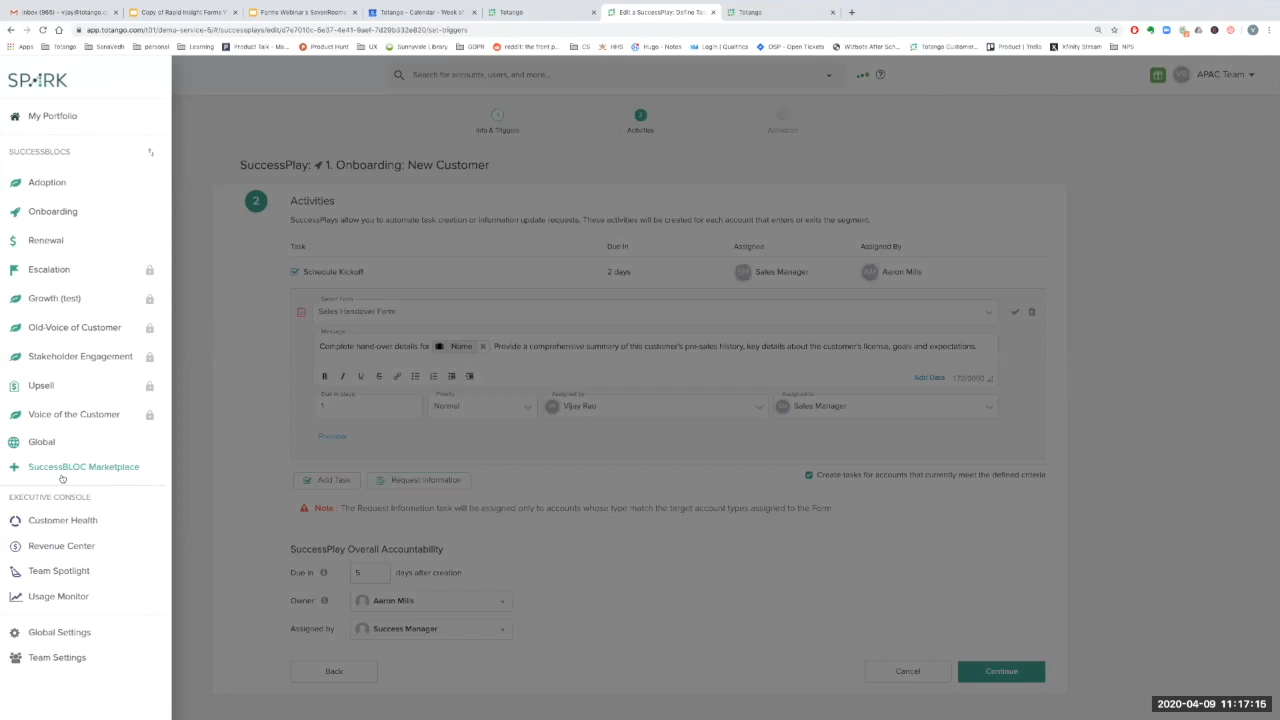 Inbox (965) - vijay@totango.c
Copy of Rapid Insight Forms W
Forms Webinar x SevenRooms
Totango - Calendar - Week of
Totango
Edit a SuccessPlay: Define Tas
Totango
app.totango.com/t01/demo-service-5/#/successplays/edit/d7e7010c-5e37-4e41-9aef-7d29b332e820/set-triggers
Apps
Totango
Sanavedh
personal
Learning
Product Talk - Ma...
Product Hunt
UX
Sunnyvale Library
GDPR
reddit: the front p...
CS
HHS
Hugo - Notes
Login | Qualtrics
OSP - Open Tickets
Witbots After Sch...
Totango Customer...
Product | Trello
Xfinity Stream
NPS
SPARK
Search for accounts, users, and more...
APAC Team
My Portfolio
SUCCESSBLOCS
Adoption
Onboarding
Renewal
Escalation
Growth (test)
Old-Voice of Customer
Stakeholder Engagement
Upsell
Voice of the Customer
Global
SuccessBLOC Marketplace
EXECUTIVE CONSOLE
Customer Health
Revenue Center
Team Spotlight
Usage Monitor
Global Settings
Team Settings
1
Info & Triggers
2
Activities
Activation
SuccessPlay: 1. Onboarding: New Customer
2
Activities
SuccessPlays allow you to automate task creation or information update requests. These activities will be created for each account that enters or exits the segment.
Task
Due In
Assignee
Assigned By
Schedule Kickoff
2 days
Sales Manager
Aaron Mills
Select Form
Sales Handover Form
Message
Complete hand-over details for Name × . Provide a comprehensive summary of this customer's pre-sales history, key details about the customer's license, goals and expectations.
B I U S
Add Data
172/3000
Due in (days)
1
Priority
Normal
Assigned by
Vijay Rao
Assigned to
Sales Manager
Preview
Add Task
Request Information
Create tasks for accounts that currently meet the defined criteria
Note : The Request Information task will be assigned only to accounts whose type match the target account types assigned to the Form
SuccessPlay Overall Accountability
Due in
5
days after creation
Owner
Aaron Mills
Assigned by
Success Manager
Back
Cancel
Continue
2020-04-09 11:17:15